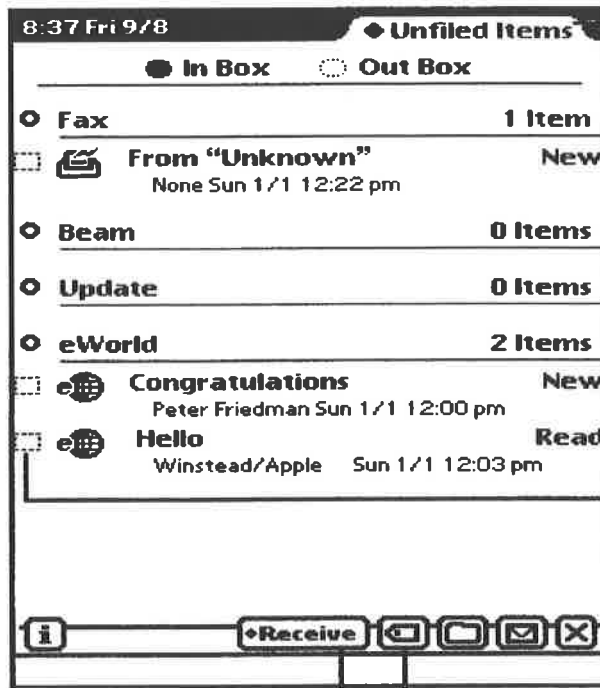 8:37 Fri 9/8 ◆Unfiled Items
In Box Out Box
Fax 1 Item
From “Unknown” New
None Sun 1/1 12:22 pm
Beam 0 Items
Update 0 Items
eWorld 2 Items
Congratulations New
Peter Friedman Sun 1/1 12:00 pm
Hello Read
Winstead/Apple Sun 1/1 12:03 pm
i ◆Receive